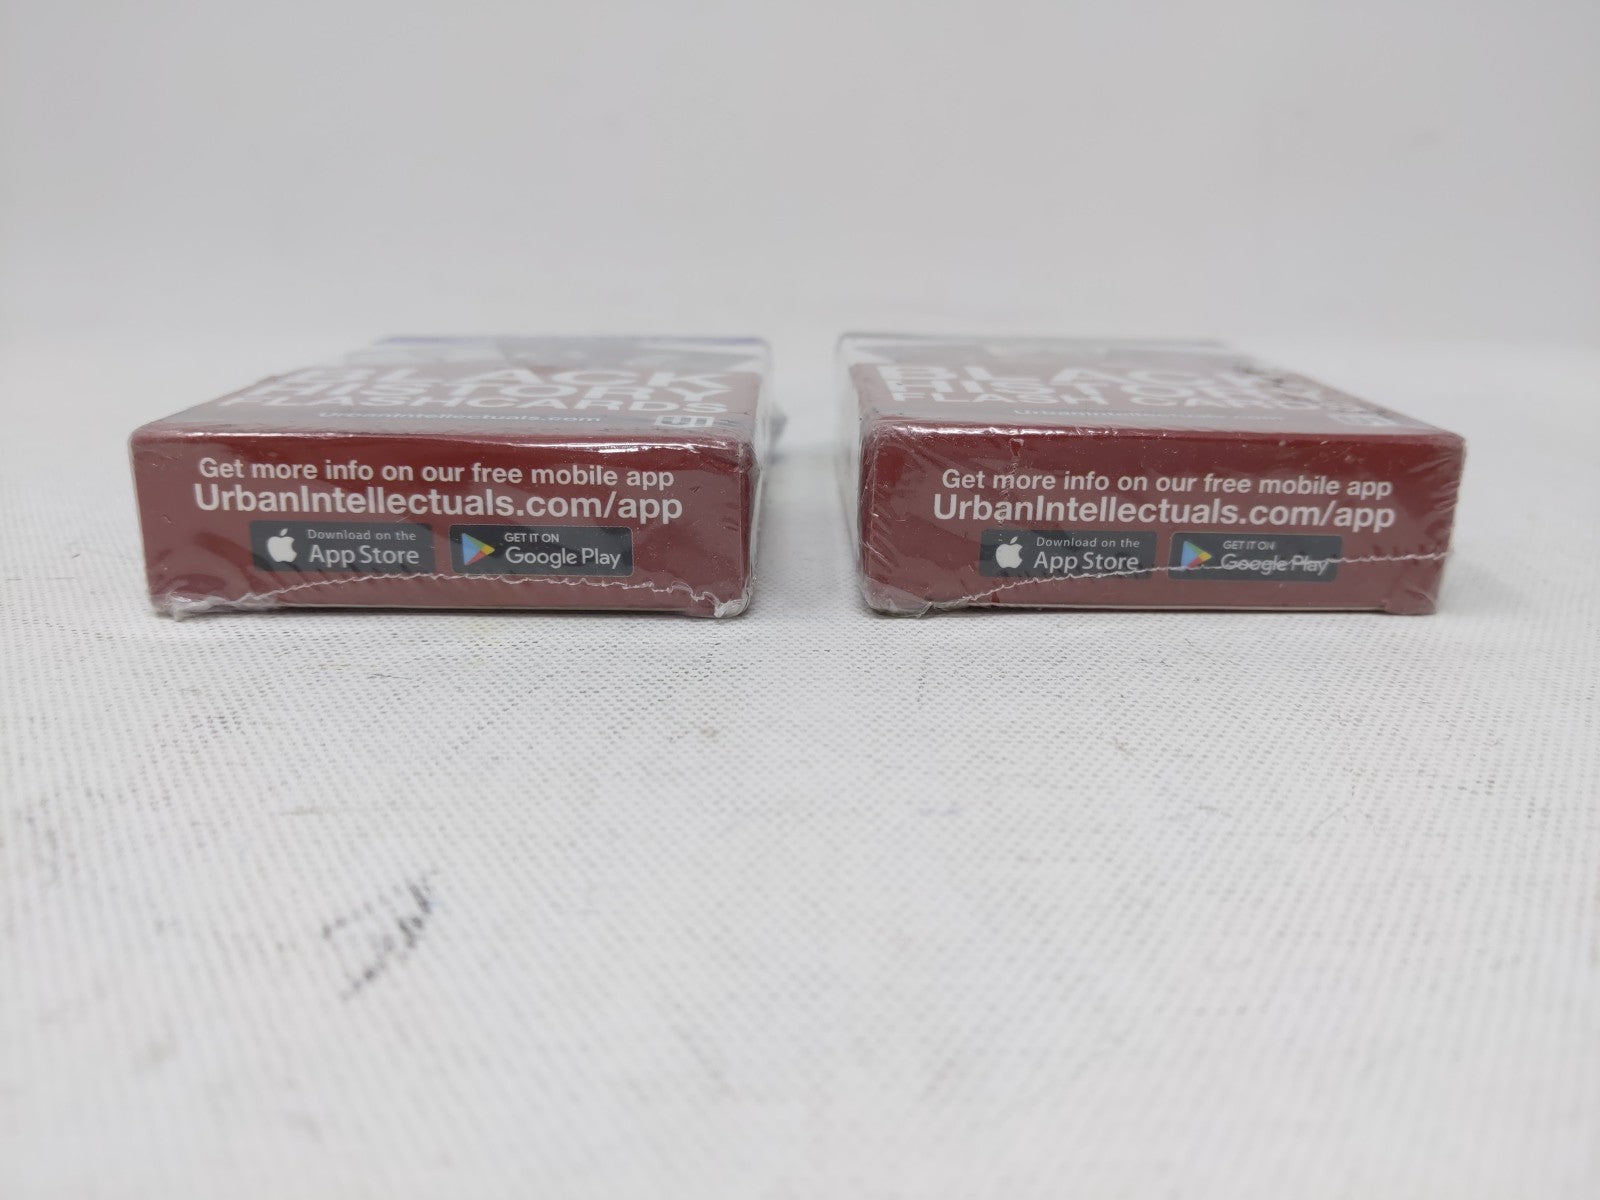 BLACK
HISTORY
FLASHCARDS
UrbanIntellectuals.com
Get more info on our free mobile app
UrbanIntellectuals.com/app
Download on the
App Store
GET IT ON
Google Play
BLACK
HISTORY
FLASH CARDS
UrbanIntellectuals.com
Get more info on our free mobile app
UrbanIntellectuals.com/app
Download on the
App Store
GET IT ON
Google Play